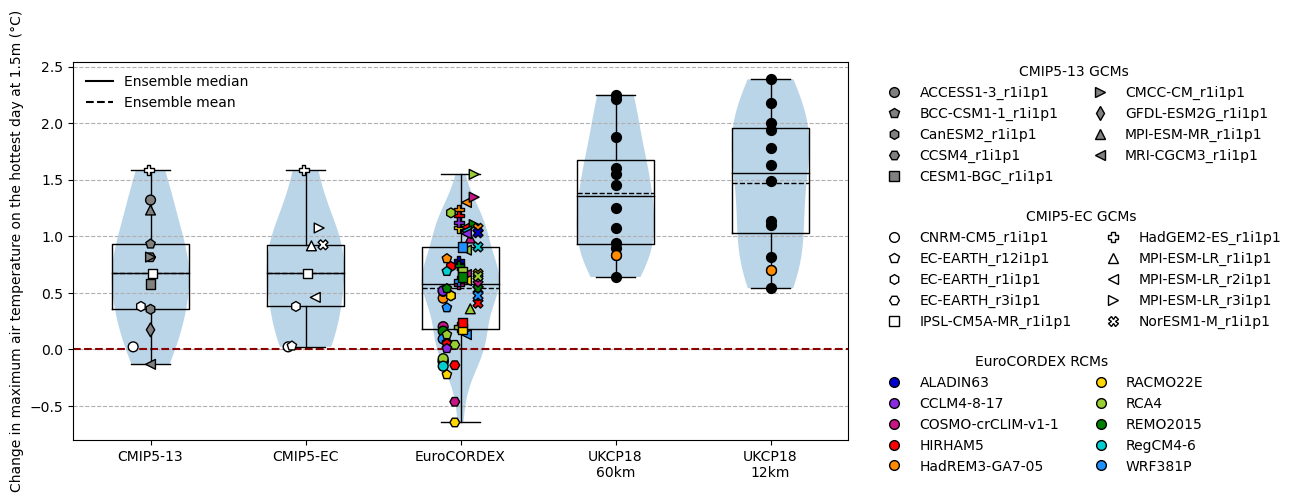 Change in maximum air temperature on the hottest day at 1.5m (°C)
2.5
2.0
1.5
1.0
0.5
0.0
−0.5
Ensemble median
Ensemble mean
CMIP5-13
CMIP5-EC
EuroCORDEX
UKCP18
60km
UKCP18
12km
CMIP5-13 GCMs
ACCESS1-3_r1i1p1
BCC-CSM1-1_r1i1p1
CanESM2_r1i1p1
CCSM4_r1i1p1
CESM1-BGC_r1i1p1
CMCC-CM_r1i1p1
GFDL-ESM2G_r1i1p1
MPI-ESM-MR_r1i1p1
MRI-CGCM3_r1i1p1
CMIP5-EC GCMs
CNRM-CM5_r1i1p1
EC-EARTH_r12i1p1
EC-EARTH_r1i1p1
EC-EARTH_r3i1p1
IPSL-CM5A-MR_r1i1p1
HadGEM2-ES_r1i1p1
MPI-ESM-LR_r1i1p1
MPI-ESM-LR_r2i1p1
MPI-ESM-LR_r3i1p1
NorESM1-M_r1i1p1
EuroCORDEX RCMs
ALADIN63
CCLM4-8-17
COSMO-crCLIM-v1-1
HIRHAM5
HadREM3-GA7-05
RACMO22E
RCA4
REMO2015
RegCM4-6
WRF381P